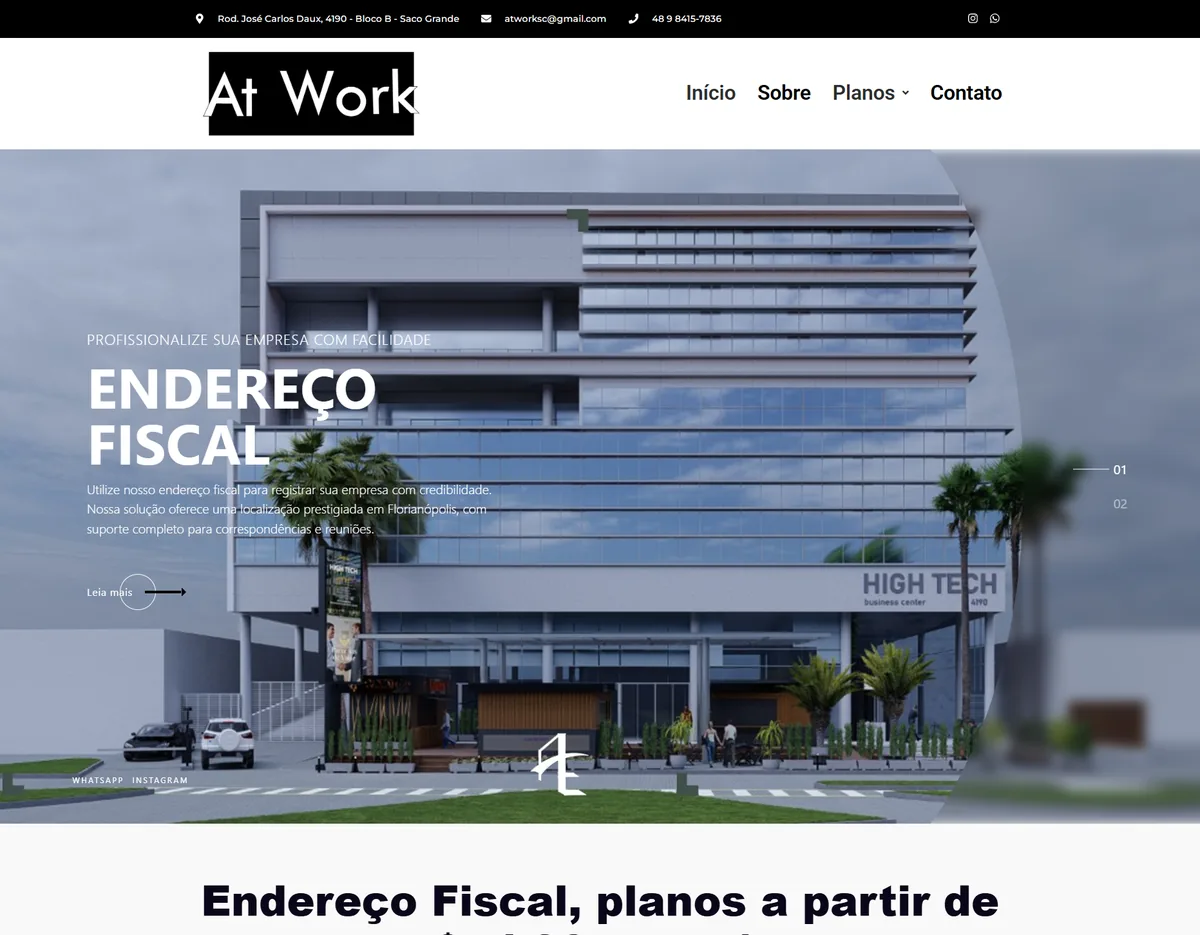 Rod. José Carlos Daux, 4190 - Bloco B - Saco Grande
atworksc@gmail.com
48 9 8415-7836
At Work
Início
Sobre
Planos
Contato
PROFISSIONALIZE SUA EMPRESA COM FACILIDADE
ENDEREÇO
FISCAL
Utilize nosso endereço fiscal para registrar sua empresa com credibilidade.
Nossa solução oferece uma localização prestigiada em Florianópolis, com
suporte completo para correspondências e reuniões.
Leia mais
01
02
HIGH TECH
HIGH TECH
business center 4190
WHATSAPP INSTAGRAM
Endereço Fiscal, planos a partir de